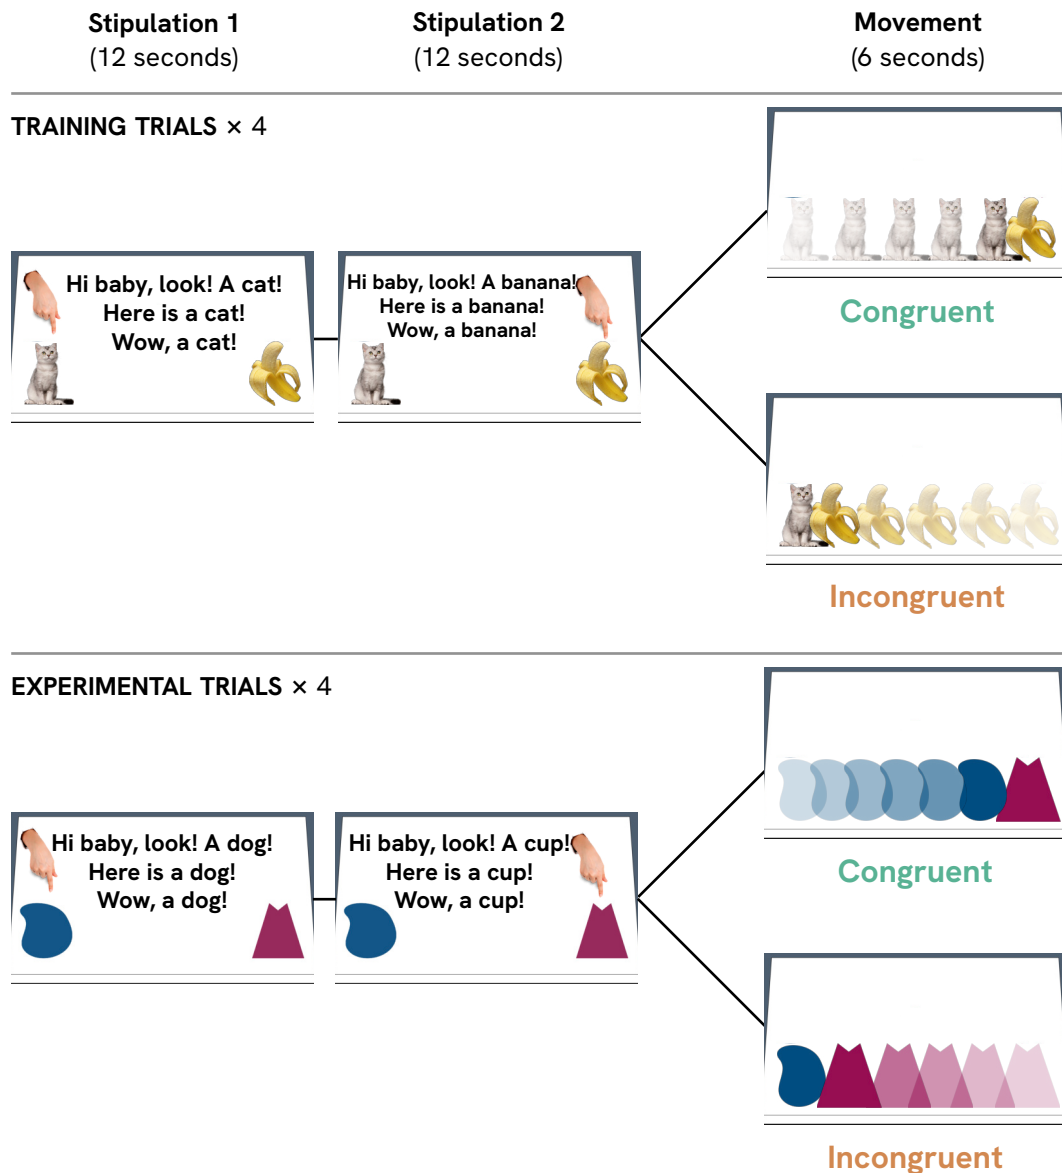 Stipulation 1
(12 seconds)
Stipulation 2
(12 seconds)
Movement
(6 seconds)
TRAINING TRIALS × 4
Hi baby, look! A cat!
Here is a cat!
Wow, a cat!
Hi baby, look! A banana!
Here is a banana!
Wow, a banana!
Congruent
Incongruent
EXPERIMENTAL TRIALS × 4
Hi baby, look! A dog!
Here is a dog!
Wow, a dog!
Hi baby, look! A cup!
Here is a cup!
Wow, a cup!
Congruent
Incongruent